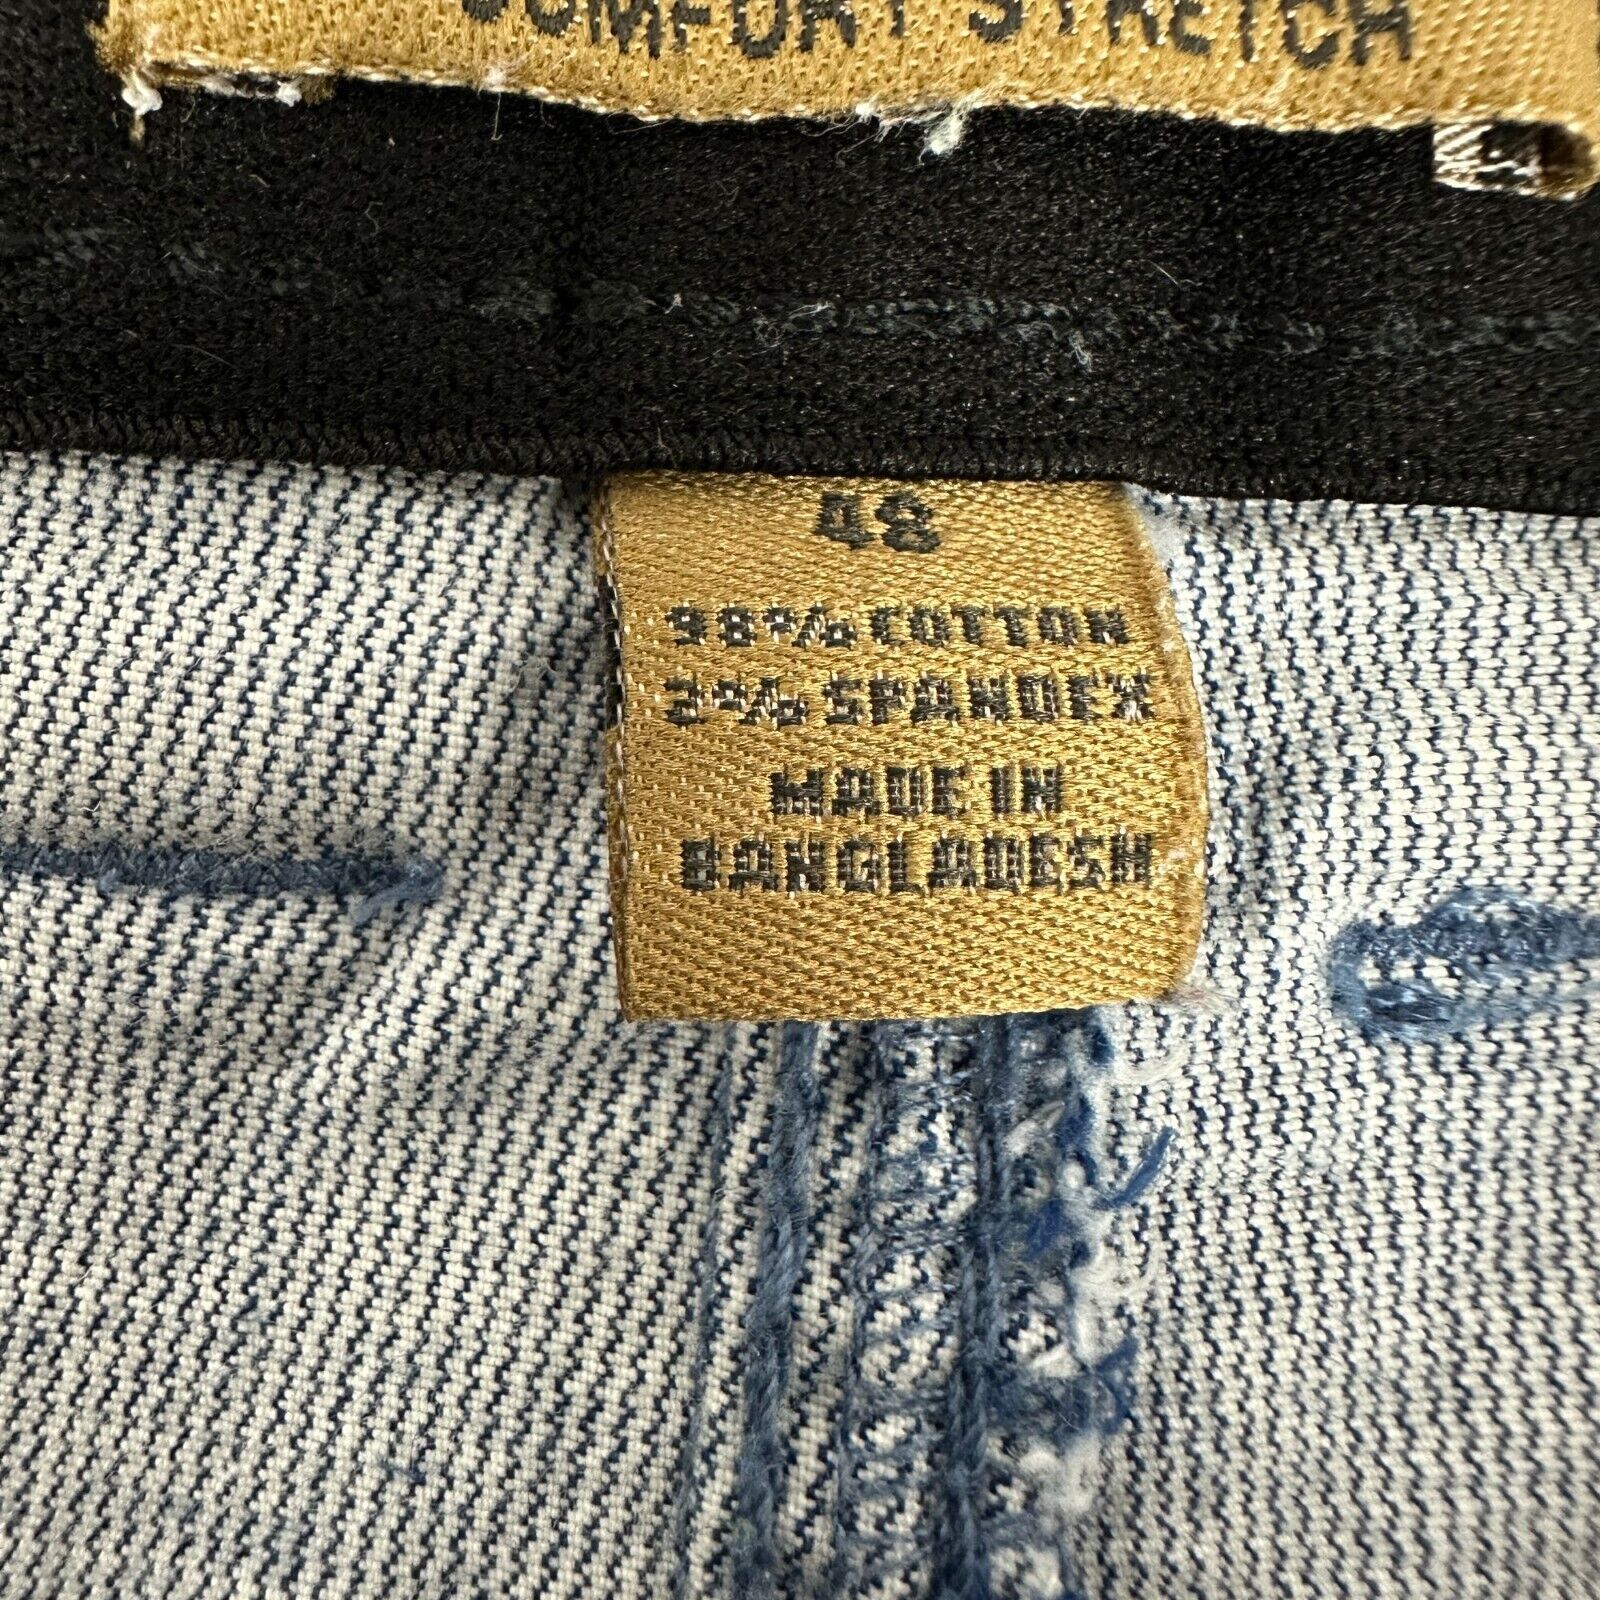 COMFORT STRETCH
48
98% COTTON
2% SPANDEX
MADE IN
BANGLADESH